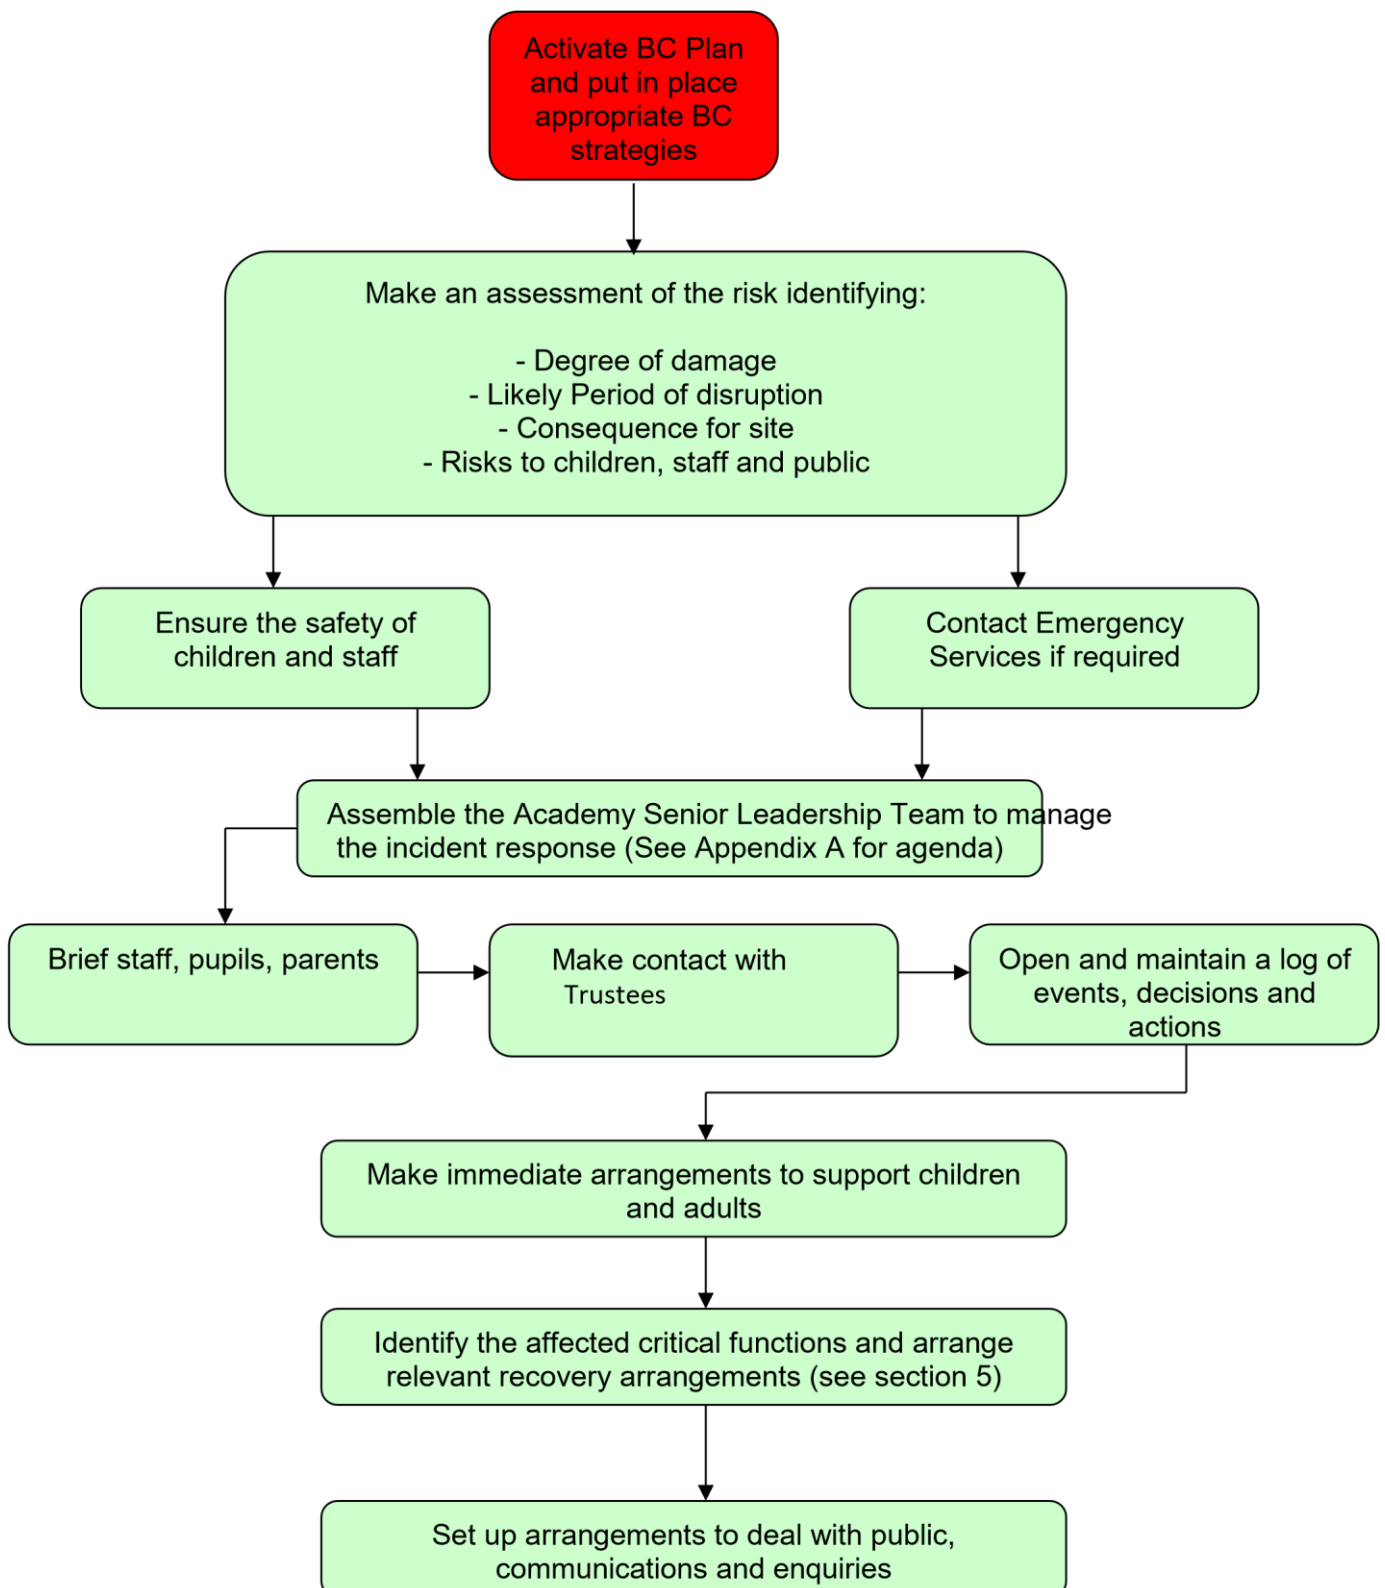 Activate BC Plan
and put in place
appropriate BC
strategies
Make an assessment of the risk identifying:
- Degree of damage
- Likely Period of disruption
- Consequence for site
- Risks to children, staff and public
Ensure the safety of
children and staff
Contact Emergency
Services if required
Assemble the Academy Senior Leadership Team to manage
the incident response (See Appendix A for agenda)
Brief staff, pupils, parents
Make contact with
Trustees
Open and maintain a log of
events, decisions and
actions
Make immediate arrangements to support children
and adults
Identify the affected critical functions and arrange
relevant recovery arrangements (see section 5)
Set up arrangements to deal with public,
communications and enquiries